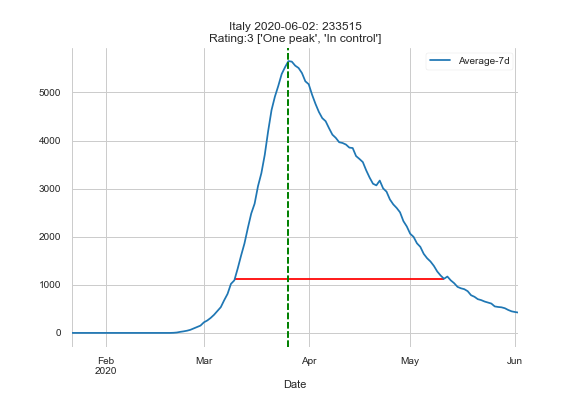 Italy 2020-06-02: 233515
Rating:3 ['One peak', 'In control']
Average-7d
5000
4000
3000
2000
1000
0
Feb
2020
Mar
Apr
May
Jun
Date